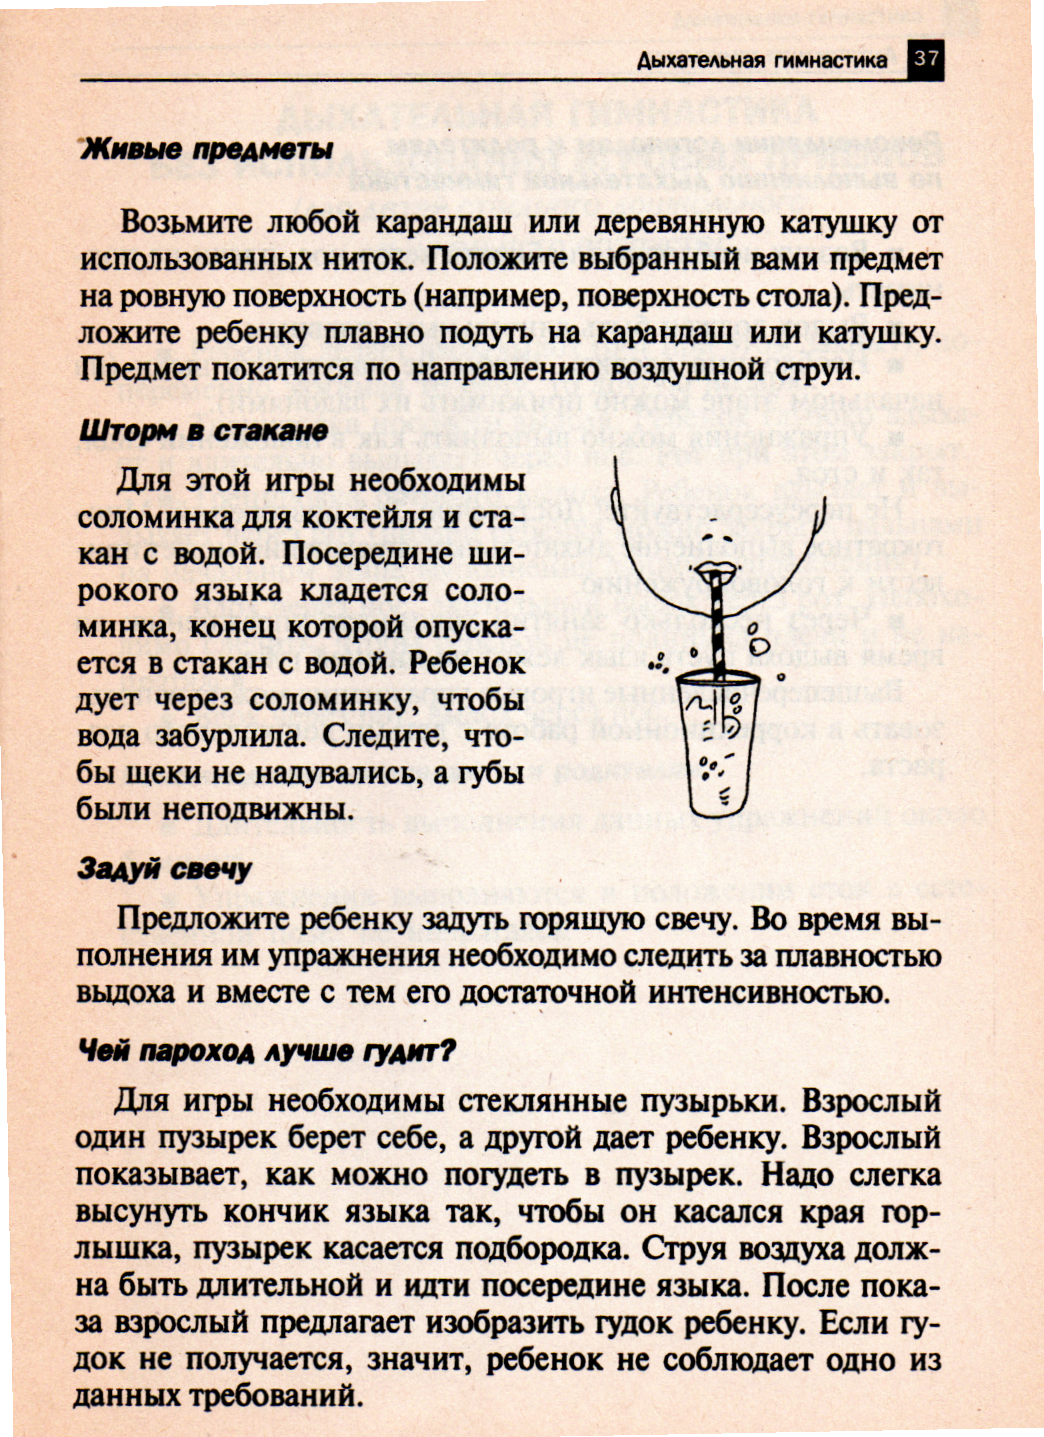 Дыхательная гимнастика 37
Живые предметы
Возьмите любой карандаш или деревянную катушку от
использованных ниток. Положите выбранный вами предмет
на ровную поверхность (например, поверхность стола). Пред-
ложите ребенку плавно подуть на карандаш или катушку.
Предмет покатится по направлению воздушной струи.
Шторм в стакане
Для этой игры необходимы
соломинка для коктейля и ста-
кан с водой. Посередине ши-
рокого языка кладется соло-
минка, конец которой опуска-
ется в стакан с водой. Ребенок
дует через соломинку, чтобы
вода забурлила. Следите, что-
бы щеки не надувались, а губы
были неподвижны.
Задуй свечу
Предложите ребенку задуть горящую свечу. Во время вы-
полнения им упражнения необходимо следить за плавностью
выдоха и вместе с тем его достаточной интенсивностью.
Чей пароход лучше гудит?
Для игры необходимы стеклянные пузырьки. Взрослый
один пузырек берет себе, а другой дает ребенку. Взрослый
показывает, как можно погудеть в пузырек. Надо слегка
высунуть кончик языка так, чтобы он касался края гор-
лышка, пузырек касается подбородка. Струя воздуха долж-
на быть длительной и идти посередине языка. После пока-
за взрослый предлагает изобразить гудок ребенку. Если гу-
док не получается, значит, ребенок не соблюдает одно из
данных требований.